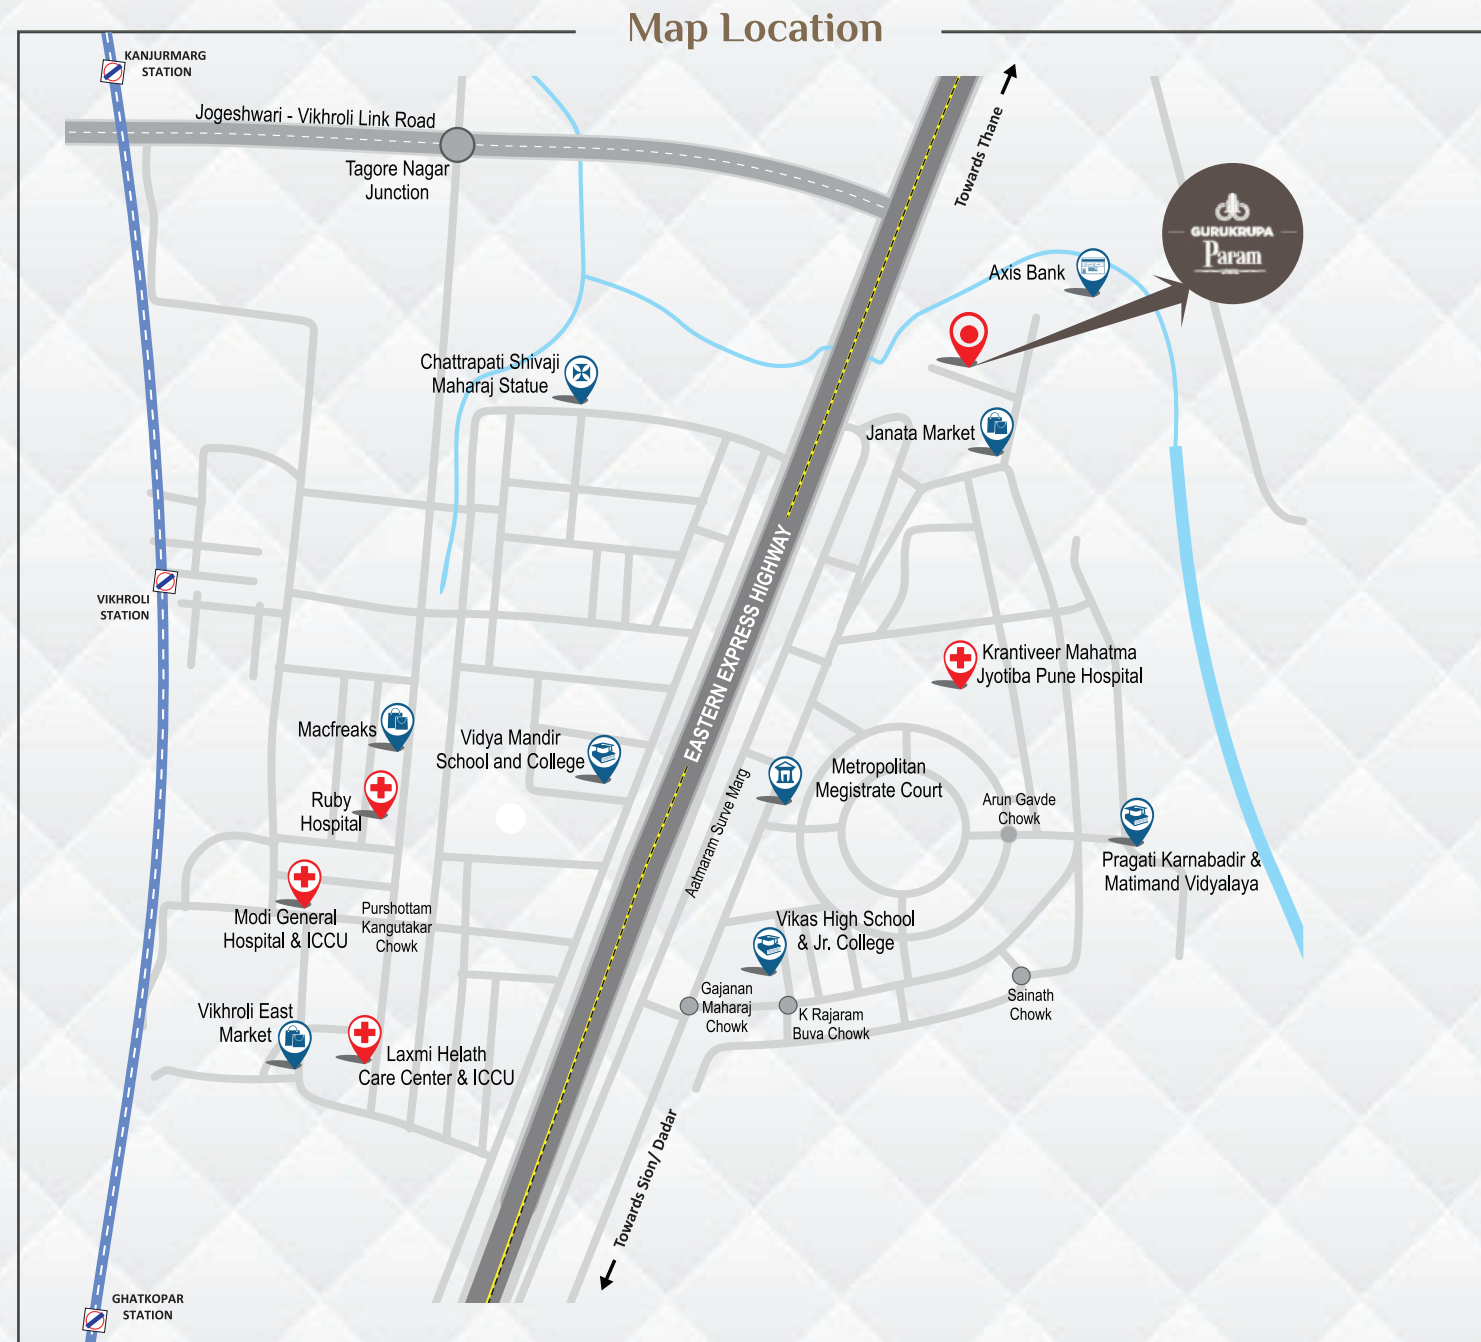 Map Location
KANJURMARG
STATION
Jogeshwari - Vikhroli Link Road
Tagore Nagar
Junction
Towards Thane
GURUKRUPA
Param
Axis Bank
Chattrapati Shivaji
Maharaj Statue
Janata Market
EASTERN EXPRESS HIGHWAY
VIKHROLI
STATION
Krantiveer Mahatma
Jyotiba Pune Hospital
Macfreaks
Vidya Mandir
School and College
Ruby
Hospital
Aatmaram Surve Marg
Metropolitan
Megistrate Court
Arun Gavde
Chowk
Pragati Karnabadir &
Matimand Vidyalaya
Modi General
Hospital & ICCU
Purshottam
Kangutakar
Chowk
Vikas High School
& Jr. College
Gajanan
Maharaj
Chowk
K Rajaram
Buva Chowk
Sainath
Chowk
Vikhroli East
Market
Laxmi Helath
Care Center & ICCU
Towards Sion/ Dadar
GHATKOPAR
STATION